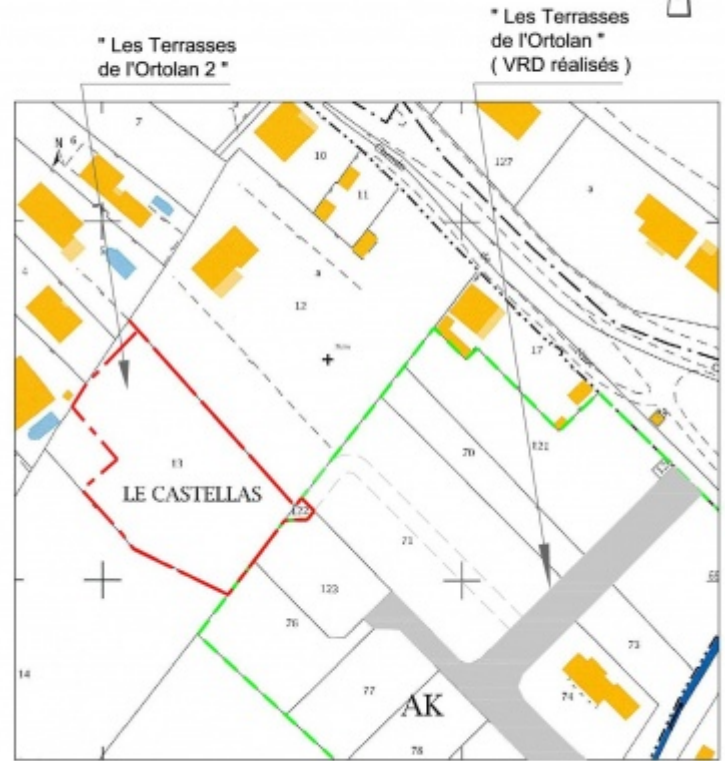 " Les Terrasses
de l'Ortolan 2 "
" Les Terrasses
de l'Ortolan "
( VRD réalisés )
7
N
6
10
11
127
a
4
a
12
17
13
LE CASTELLAS
122
70
121
71
123
76
73
14
77
AK
74
78